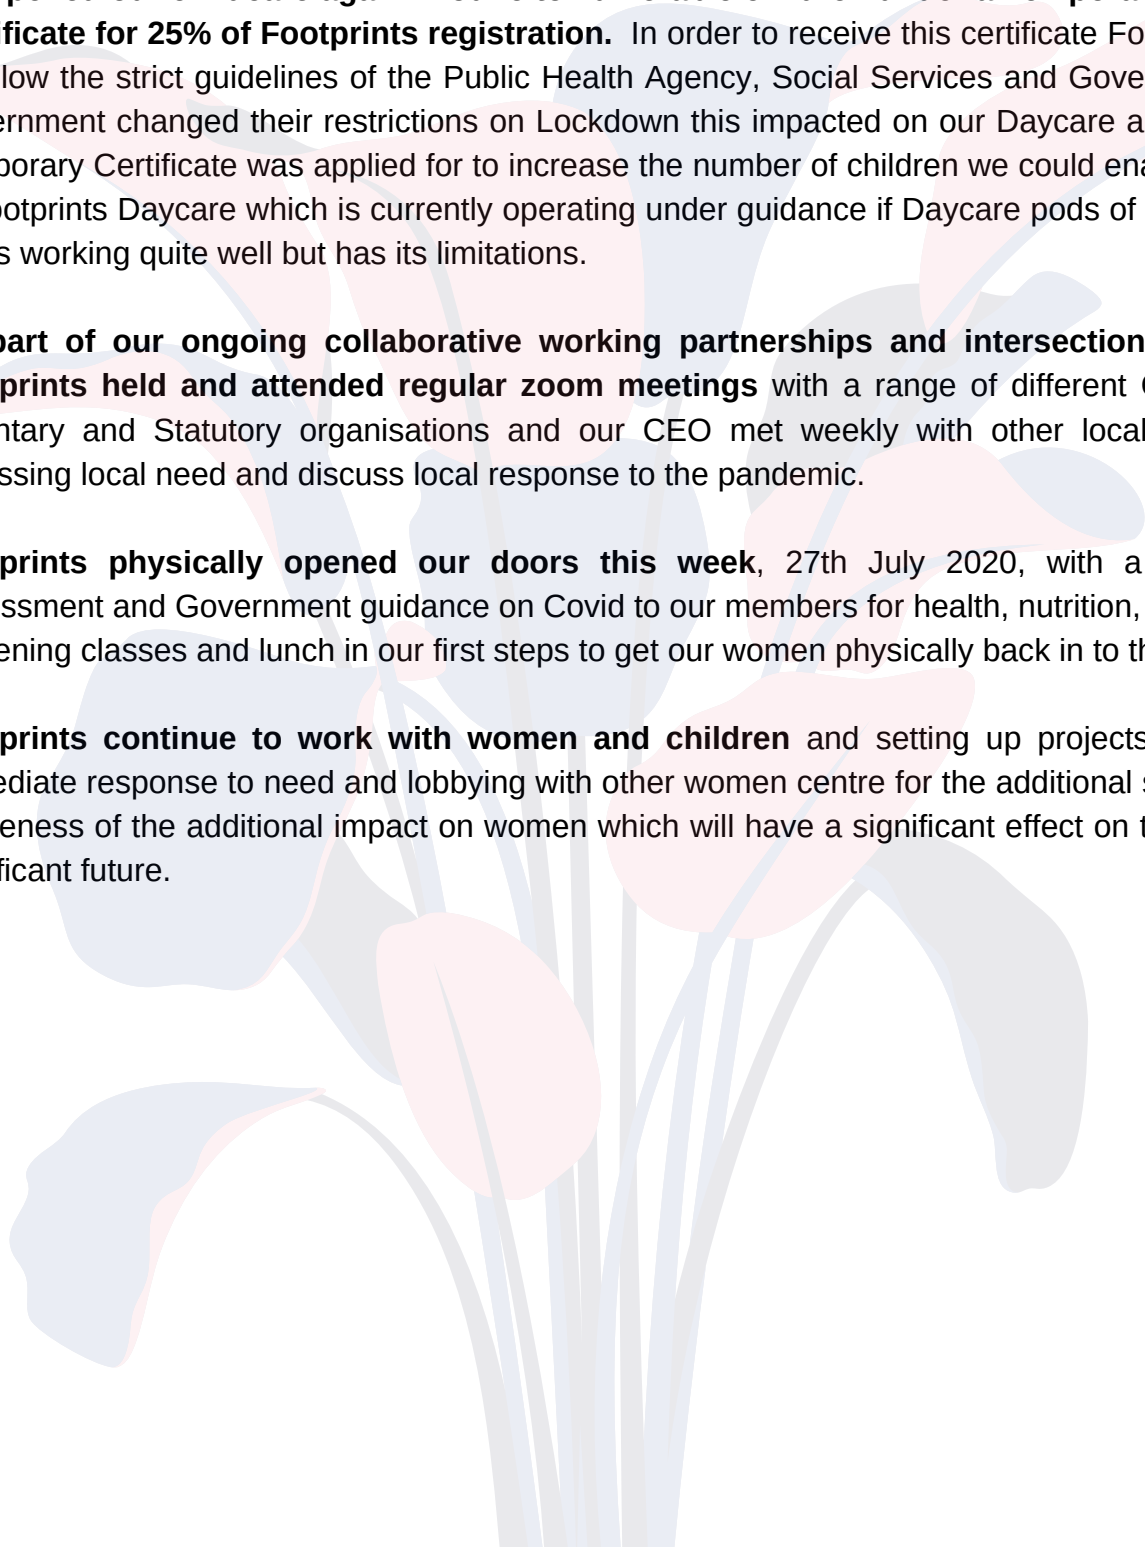 ificate for 25% of Footprints registration. In order to receive this certificate Fo
low the strict guidelines of the Public Health Agency, Social Services and Gove
ernment changed their restrictions on Lockdown this impacted on our Daycare a
porary Certificate was applied for to increase the number of children we could ena
ootprints Daycare which is currently operating under guidance if Daycare pods of
s working quite well but has its limitations.
part of our ongoing collaborative working partnerships and intersection
prints held and attended regular zoom meetings with a range of different
ntary and Statutory organisations and our CEO met weekly with other local
ssing local need and discuss local response to the pandemic.
prints physically opened our doors this week, 27th July 2020, with a
ssment and Government guidance on Covid to our members for health, nutrition,
ening classes and lunch in our first steps to get our women physically back in to th
prints continue to work with women and children and setting up projects
ediate response to need and lobbying with other women centre for the additional s
eness of the additional impact on women which will have a significant effect on t
ficant future.